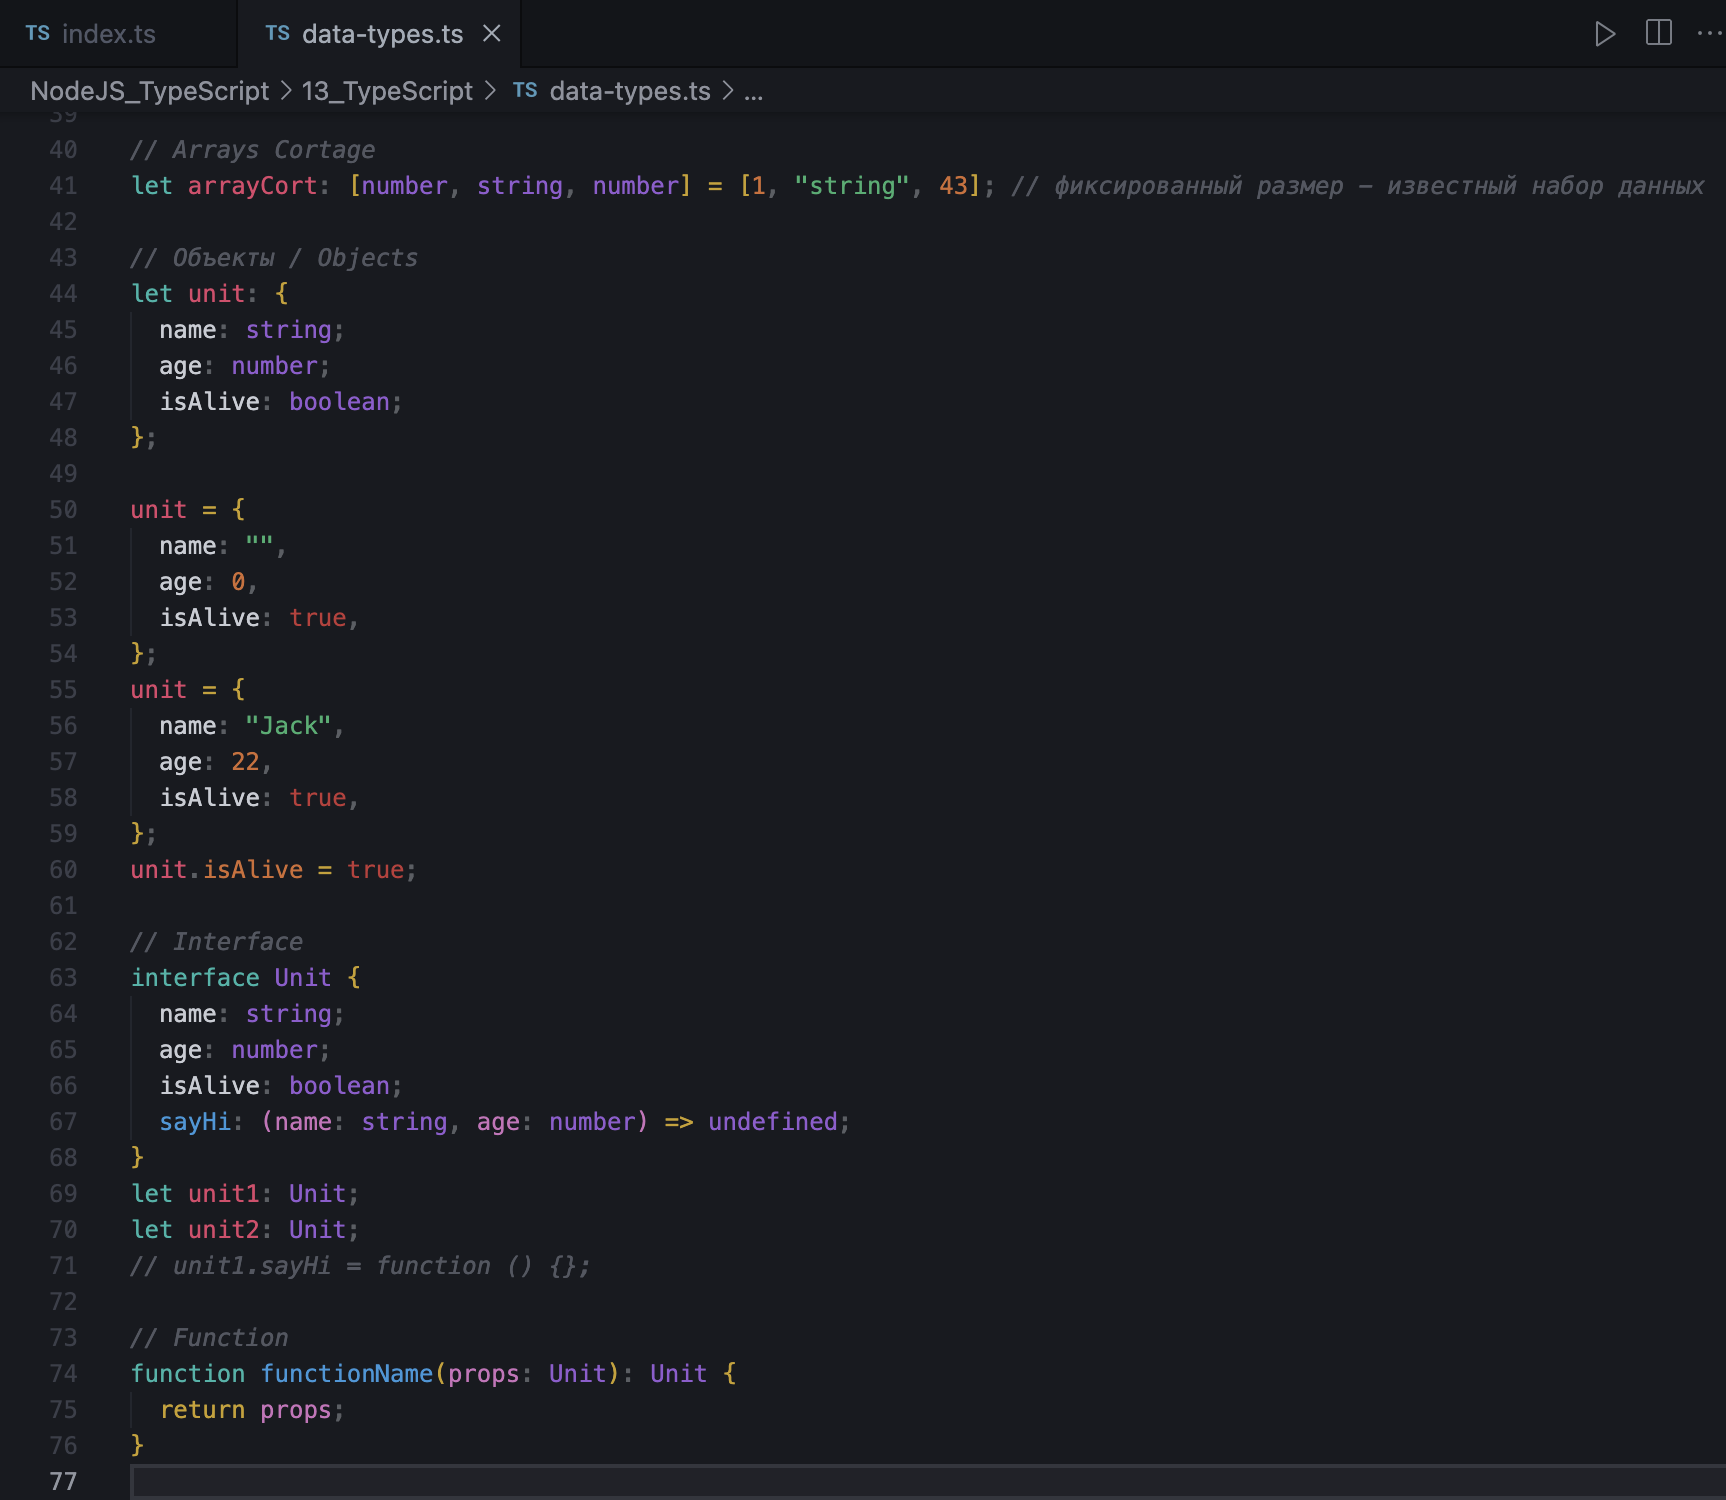 TS index.ts TS data-types.ts
NodeJS_TypeScript > 13_TypeScript > TS data-types.ts > ...
39
40 // Arrays Cortage
41 let arrayCort: [number, string, number] = [1, "string", 43]; // фиксированный размер - известный набор данных
42
43 // Объекты / Objects
44 let unit: {
45   name: string;
46   age: number;
47   isAlive: boolean;
48 };
49
50 unit = {
51   name: "",
52   age: 0,
53   isAlive: true,
54 };
55 unit = {
56   name: "Jack",
57   age: 22,
58   isAlive: true,
59 };
60 unit.isAlive = true;
61
62 // Interface
63 interface Unit {
64   name: string;
65   age: number;
66   isAlive: boolean;
67   sayHi: (name: string, age: number) => undefined;
68 }
69 let unit1: Unit;
70 let unit2: Unit;
71 // unit1.sayHi = function () {};
72
73 // Function
74 function functionName(props: Unit): Unit {
75   return props;
76 }
77